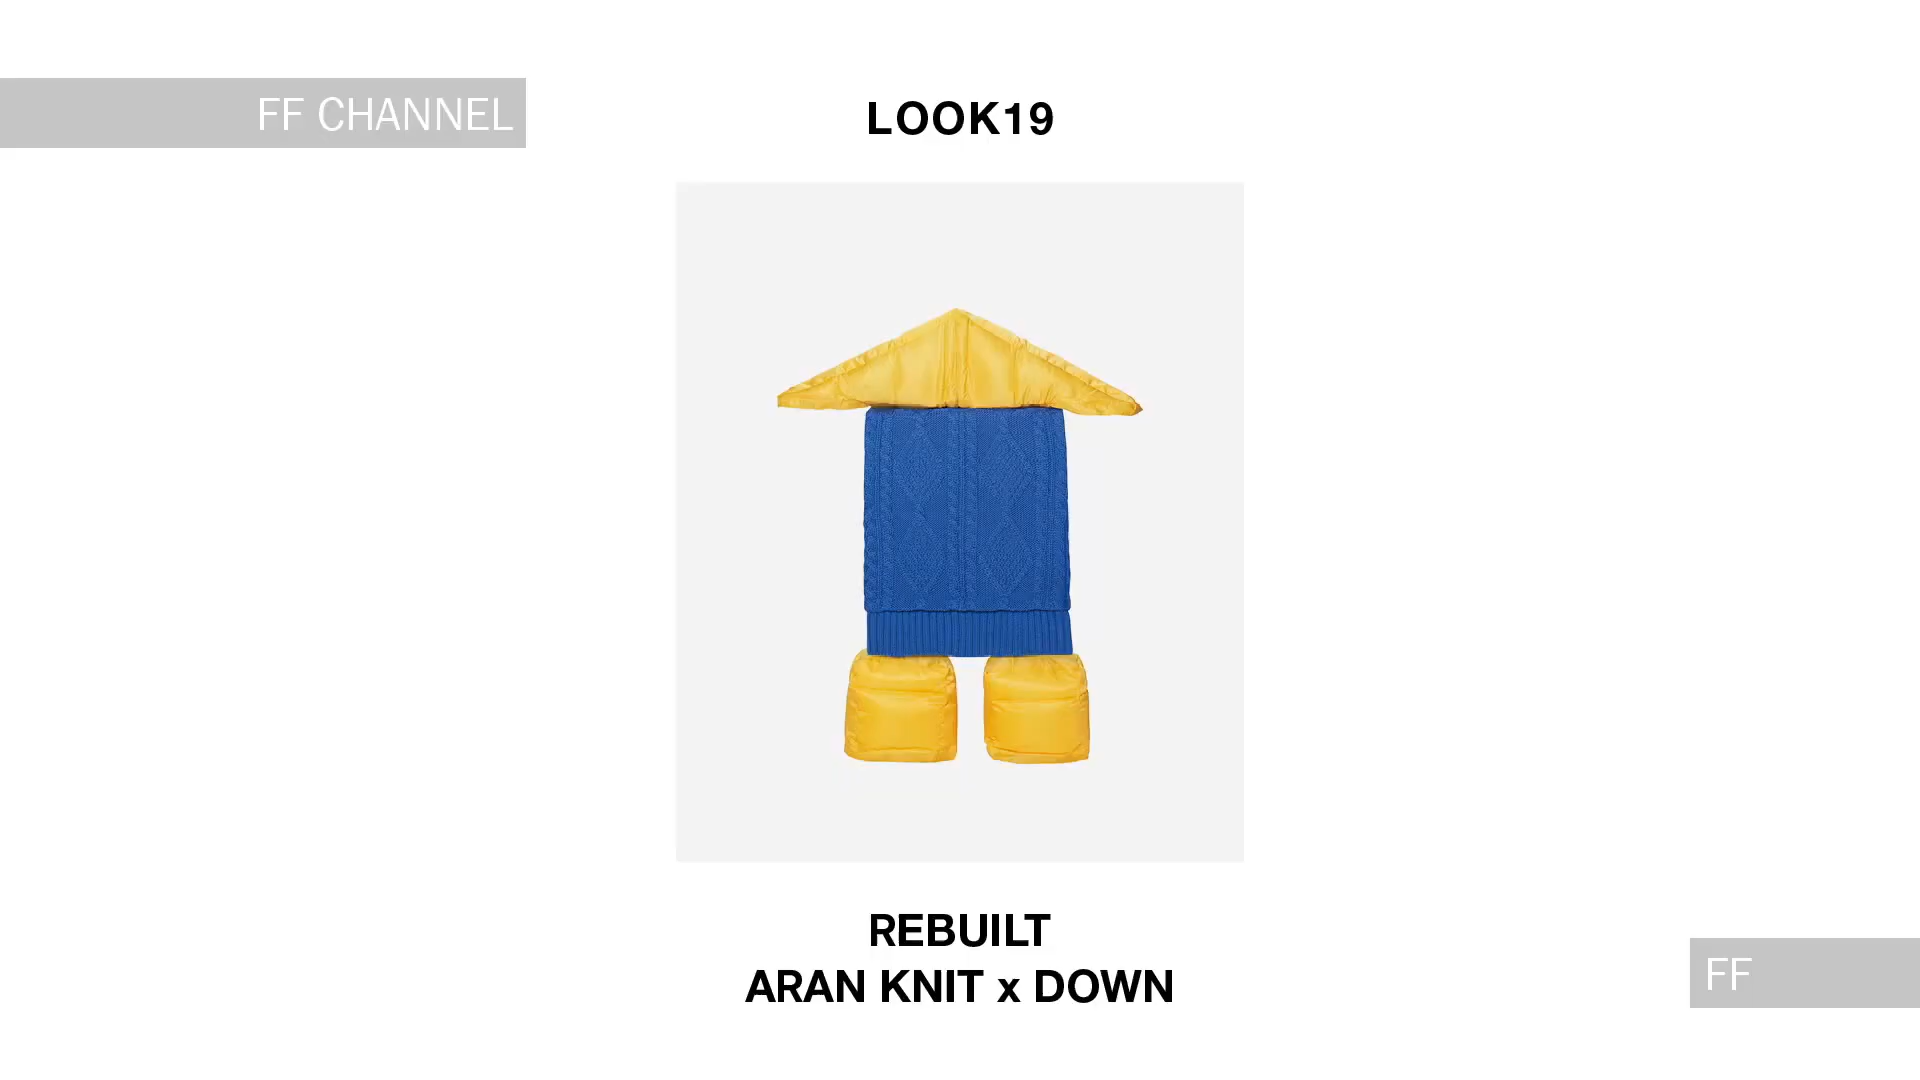 FF CHANNEL
LOOK19
REBUILT
ARAN KNIT x DOWN
FF